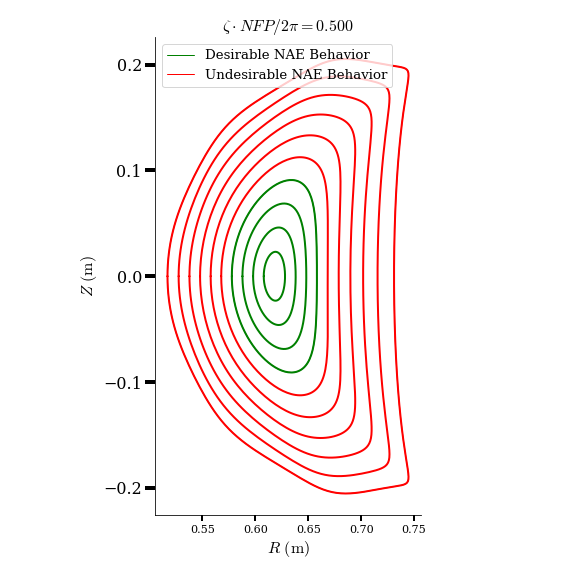 ζ · NFP/2π = 0.500
Desirable NAE Behavior
Undesirable NAE Behavior
0.2
0.1
0.0
−0.1
−0.2
Z (m)
0.55 0.60 0.65 0.70 0.75
R (m)